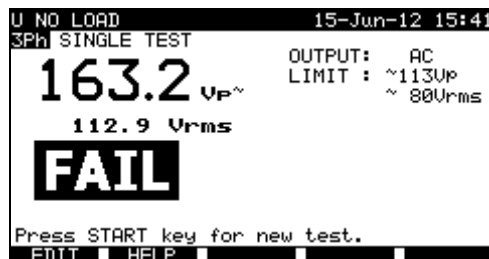 U NO LOAD 15-Jun-12 15:41
3Ph SINGLE TEST
OUTPUT: AC
163.2 Vp~
LIMIT : ~113Vp
~ 80Vrms
112.9 Vrms
FAIL
Press START key for new test.
EDIT HELP